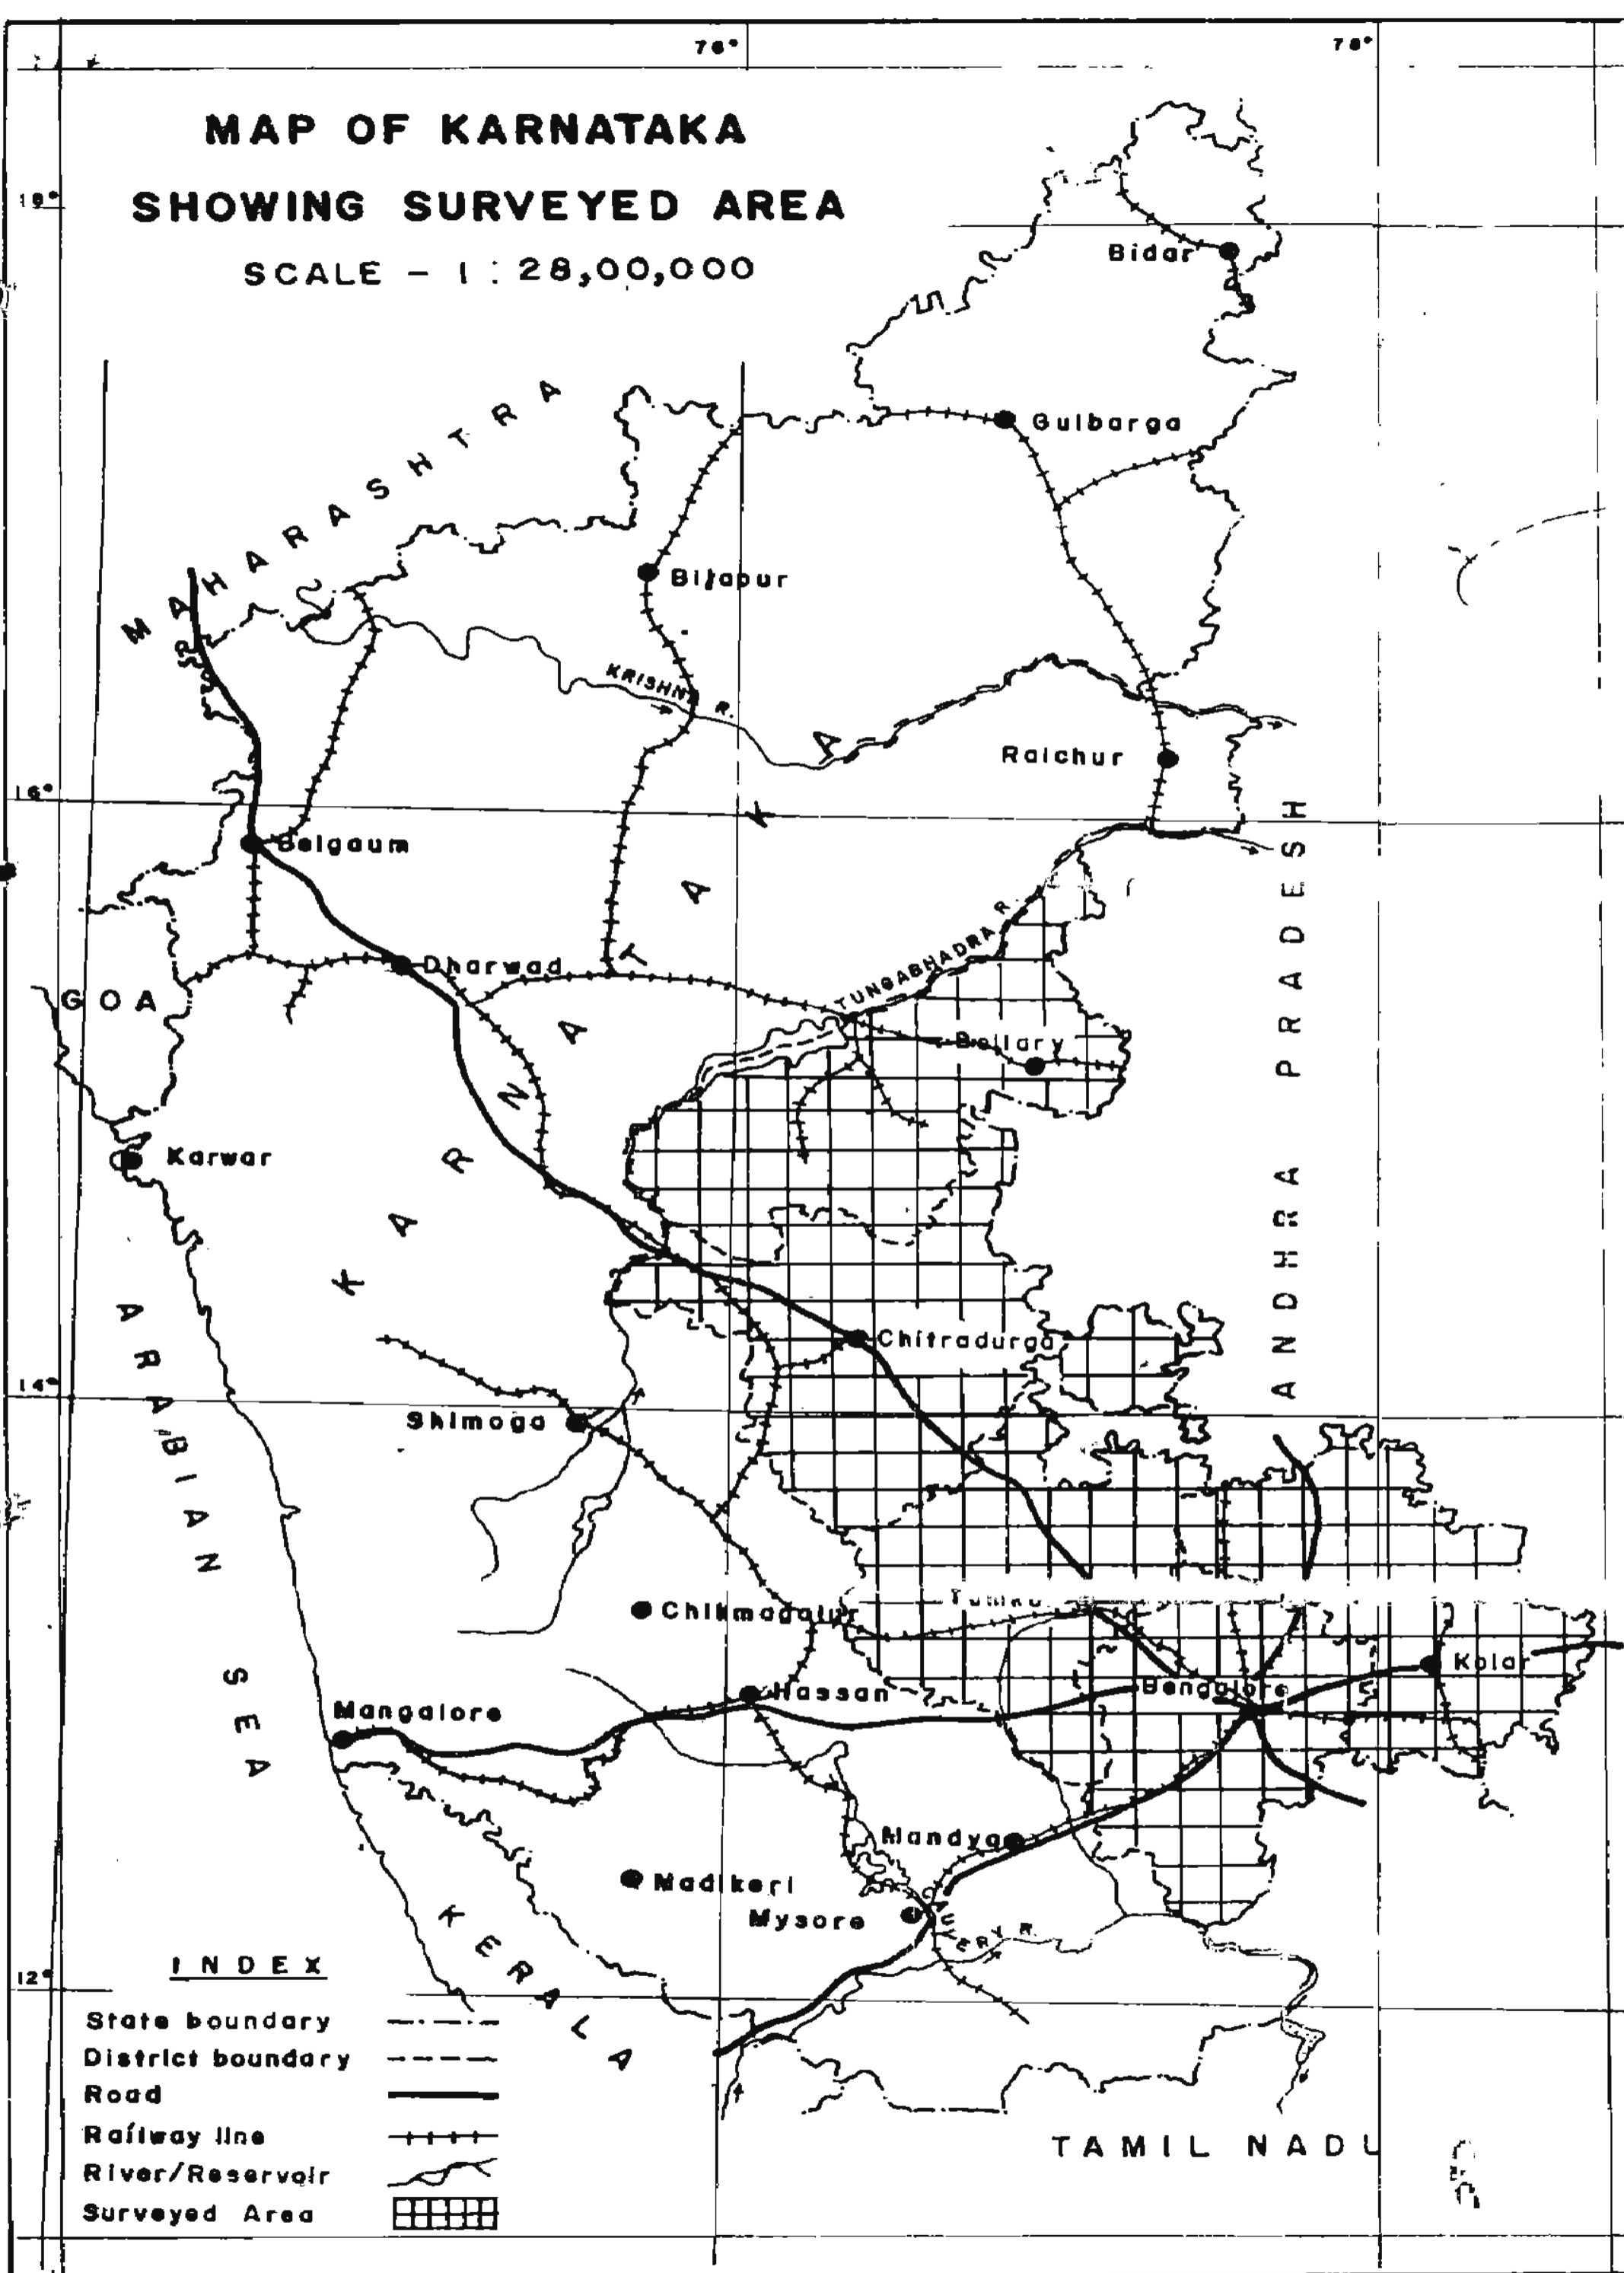 76°
78°
MAP OF KARNATAKA
SHOWING SURVEYED AREA
SCALE - 1 : 28,00,000
19°
Bidar
MAHARASHTRA
Gulbarga
Bijapur
KRISHNA R.
Raichur
16°
Belgaum
KARNATAKA
TUNGABHADRA R.
Dharwad
GOA
Bellary
ANDHRA PRADESH
Karwar
Chitradurga
ARABIAN SEA
14°
Shimoga
Chikmagalur
Kolar
Hassan
Bengalore
Mangalore
Mandya
Madikeri
Mysore
CAUVERY R.
KERALA
12°
INDEX
State boundary
District boundary
Road
Railway line
River/Reservoir
Surveyed Area
TAMIL NADU